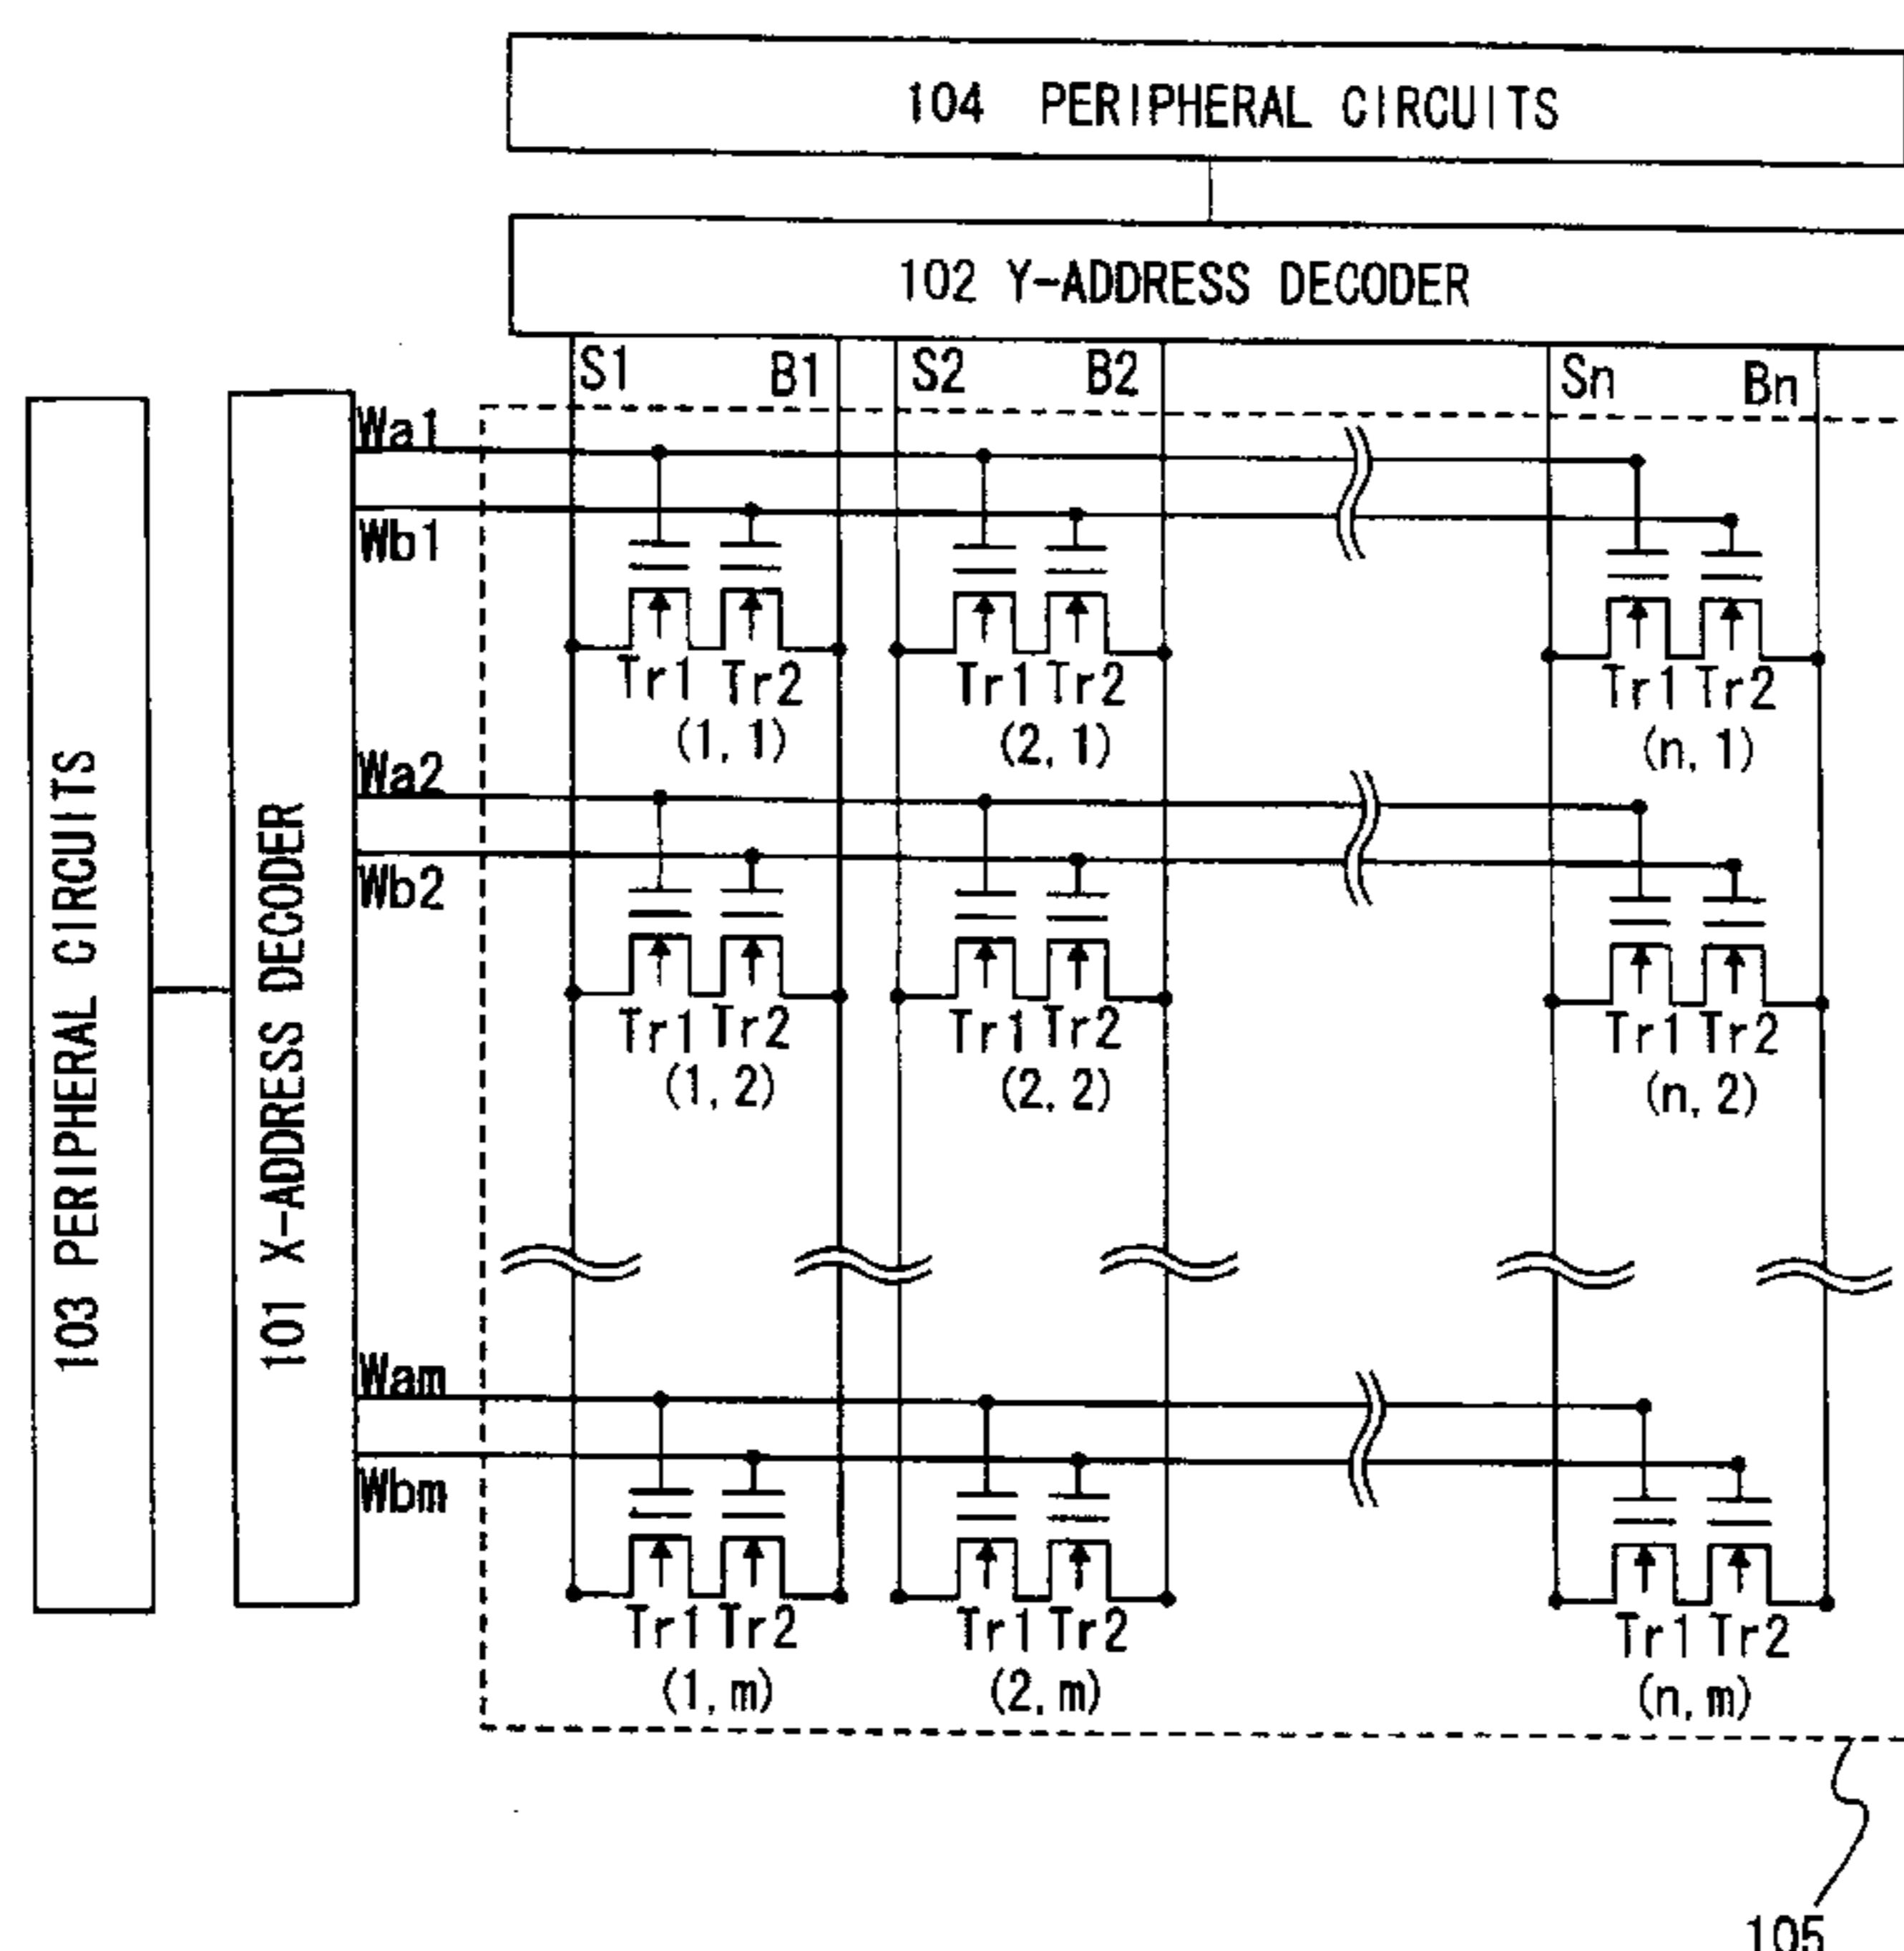 104 PERIPHERAL CIRCUITS
102 Y-ADDRESS DECODER
S1 B1 S2 B2 Sn Bn
103 PERIPHERAL CIRCUITS
101 X-ADDRESS DECODER
Wa1
Wb1
Tr1 Tr2 Tr1 Tr2 Tr1 Tr2
(1, 1) (2, 1) (n, 1)
Wa2
Wb2
Tr1 Tr2 Tr1 Tr2 Tr1 Tr2
(1, 2) (2, 2) (n, 2)
Wam
Wbm
Tr1 Tr2 Tr1 Tr2 Tr1 Tr2
(1, m) (2, m) (n, m)
105